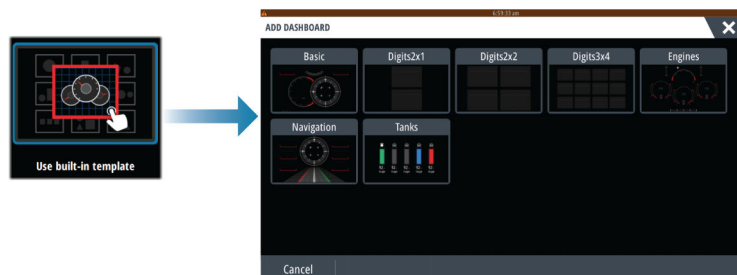 6:59:33 am
ADD DASHBOARD
Basic
Digits2x1
Digits2x2
Digits3x4
Engines
Navigation
Tanks
Use built-in template
Cancel